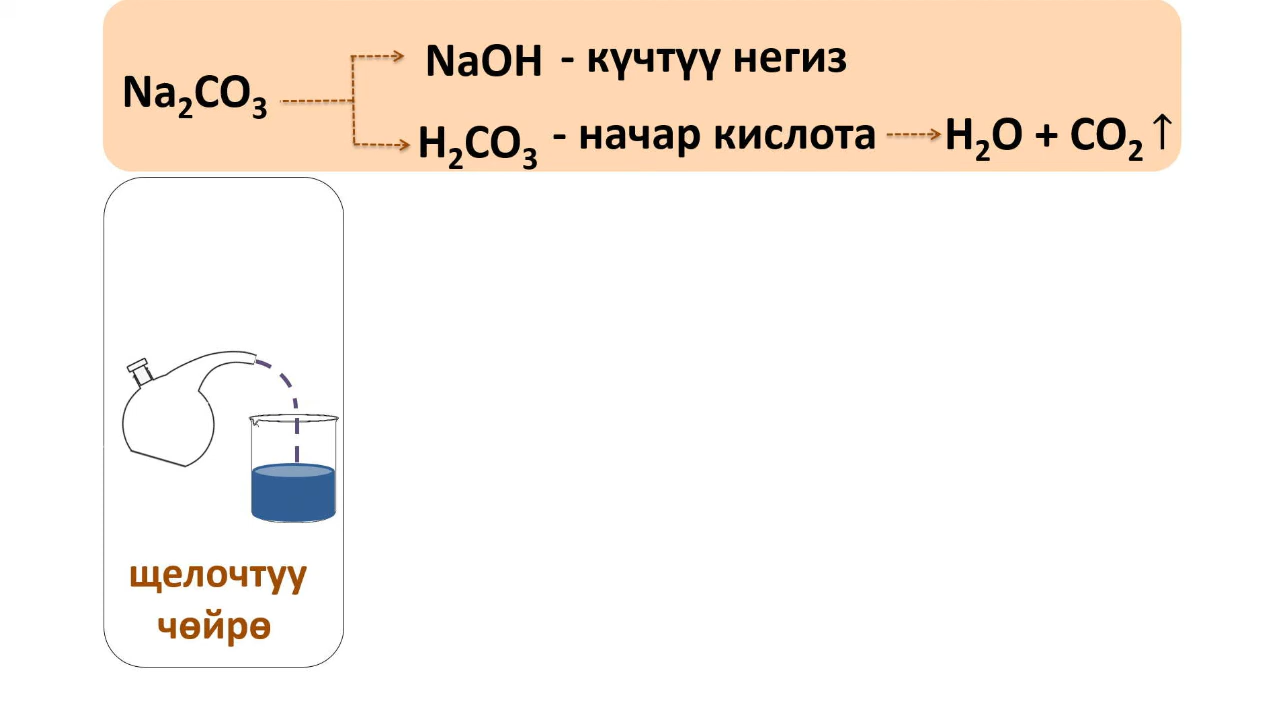 Na₂CO₃
NaOH - күчтүү негиз
H₂CO₃ - начар кислота H₂O + CO₂ ↑
щелочтуу
чөйрө